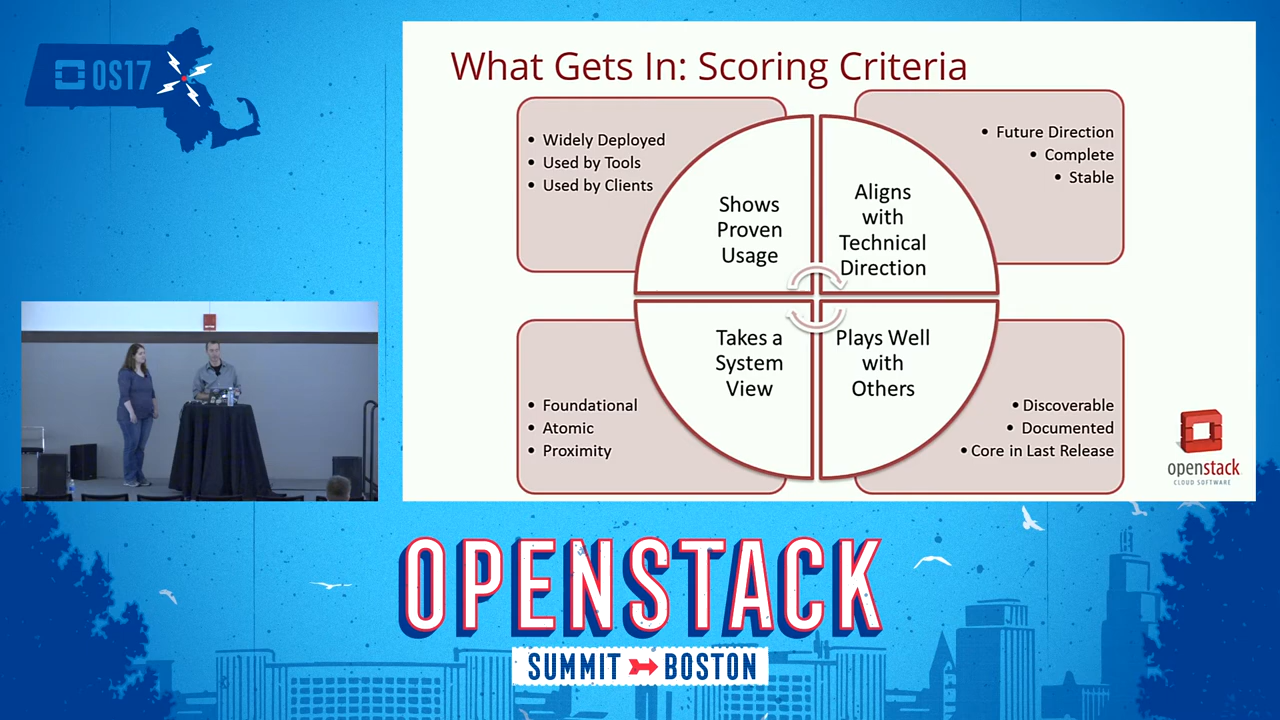 OS17
What Gets In: Scoring Criteria
• Widely Deployed
• Used by Tools
• Used by Clients
Shows
Proven
Usage
Aligns
with
Technical
Direction
• Future Direction
• Complete
• Stable
Takes a
System
View
• Foundational
• Atomic
• Proximity
Plays Well
with
Others
• Discoverable
• Documented
• Core in Last Release
openstack
CLOUD SOFTWARE
OPENSTACK
SUMMIT BOSTON